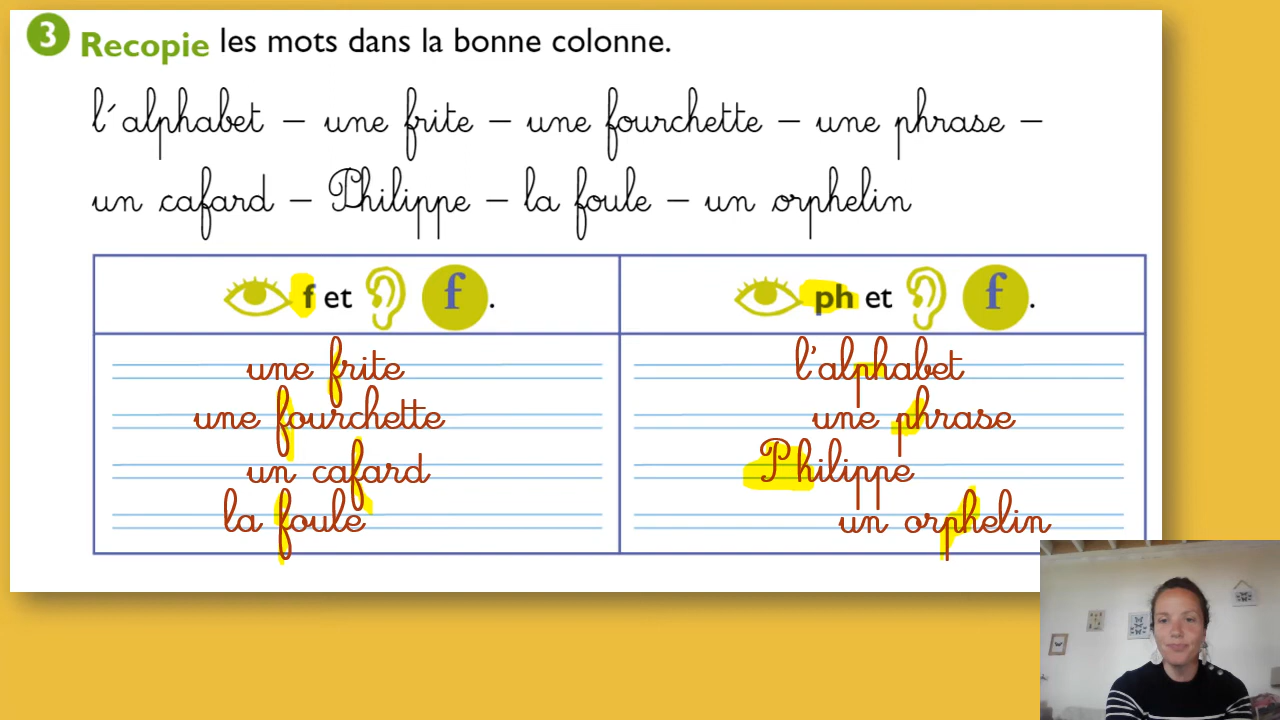 3 Recopie les mots dans la bonne colonne.
l'alphabet – une frite – une fourchette – une phrase –
un cafard – Philippe – la foule – un orphelin
f et f.
ph et f.
une frite
une fourchette
un cafard
la foule
l'alphabet
une phrase
Philippe
un orphelin